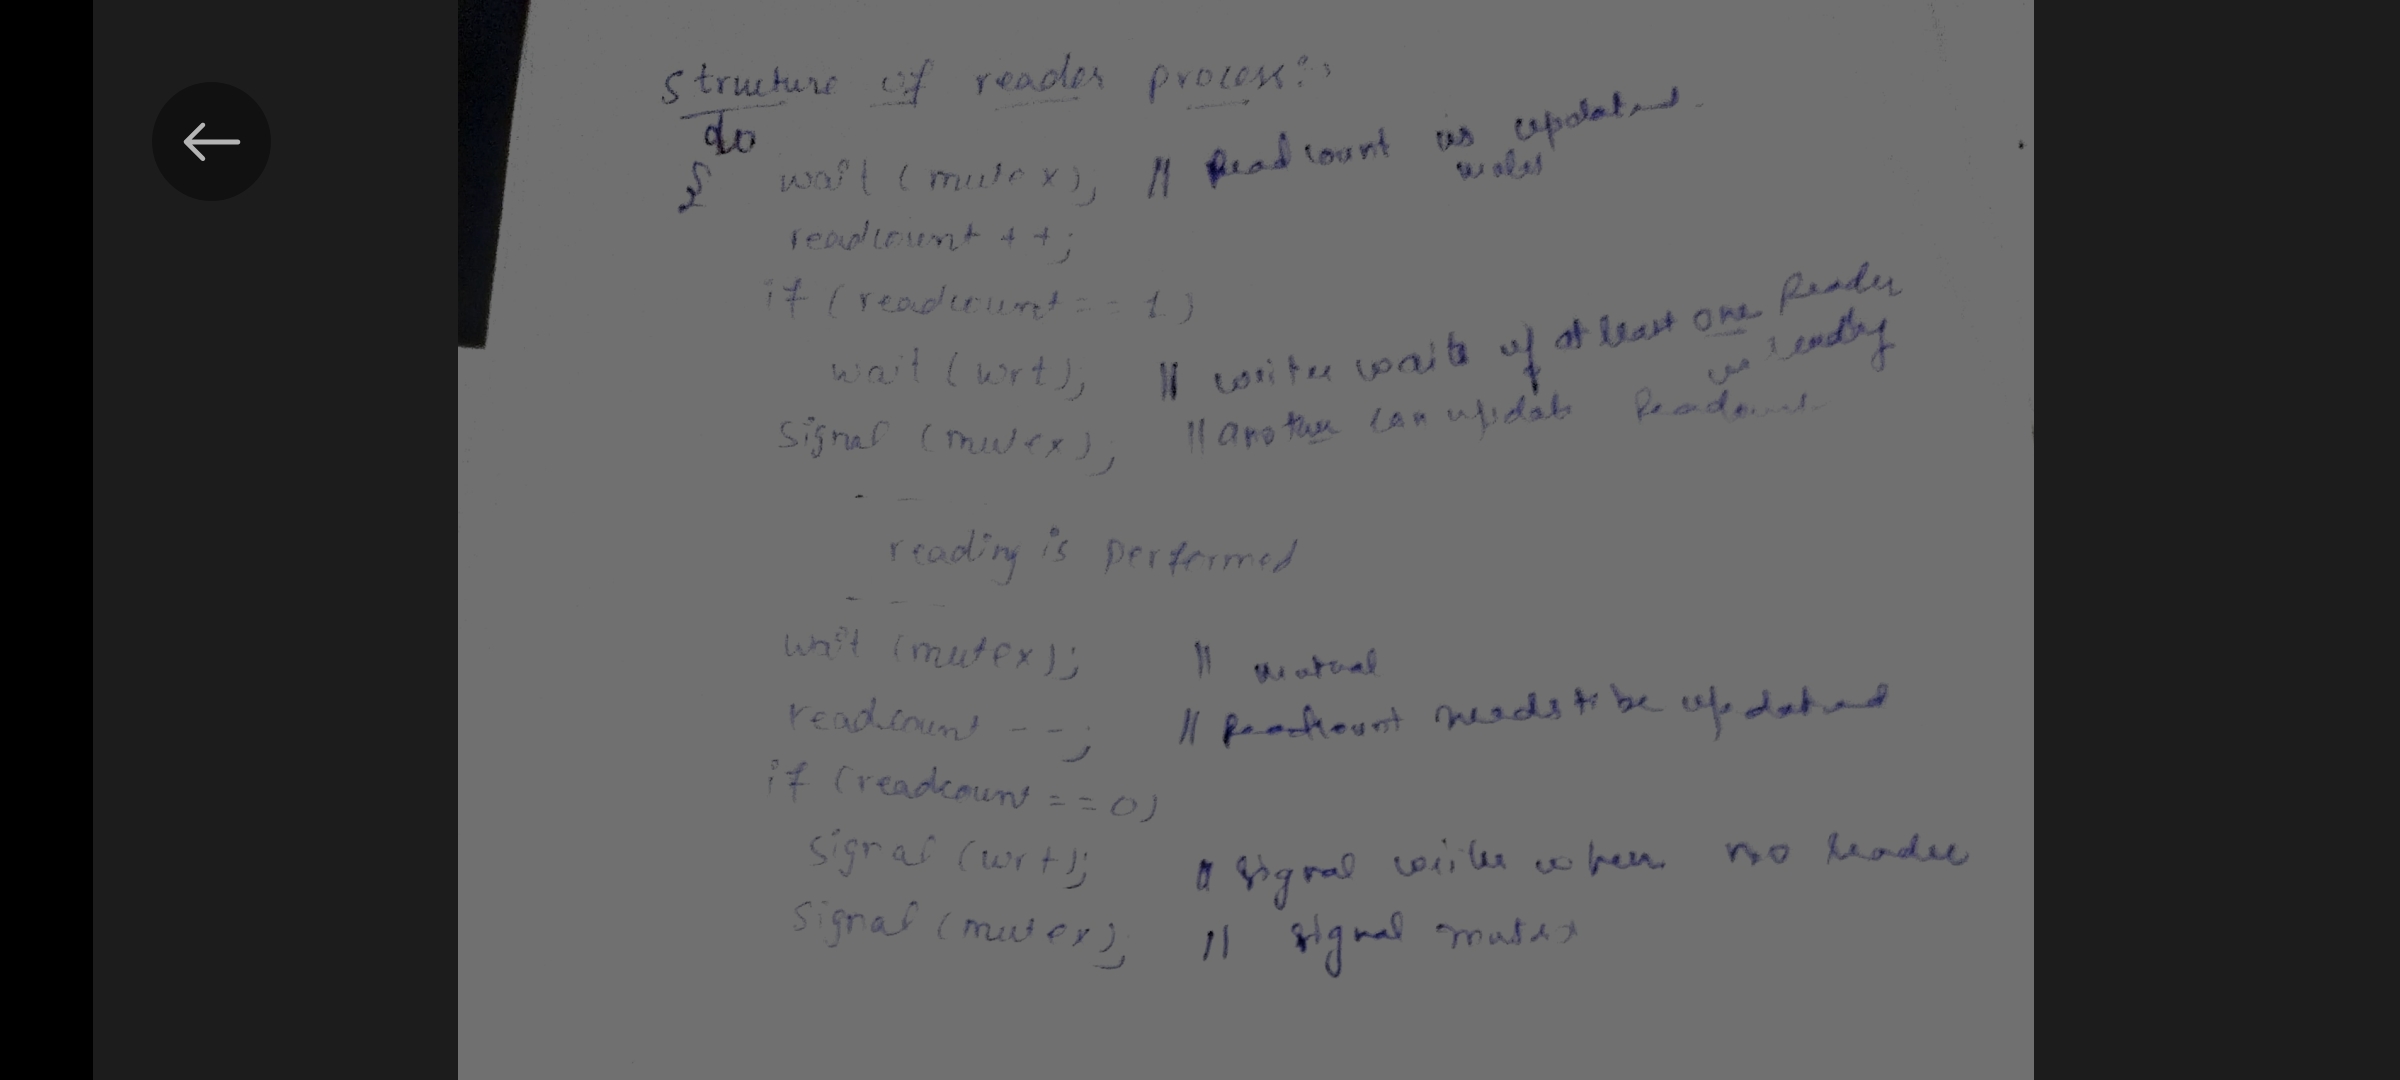 Structure of reader process:-
do
{ wait (mutex); // Readcount is updated
readcount ++;
if (readcount == 1)
wait (wrt); // writer waits if at least one Reader is reading
signal (mutex); // another can update Readcount
- -
reading is performed
- - -
wait (mutex); //
readcount --; // Readcount needs to be updated
if (readcount == 0)
signal (wrt); // signal writer when no reader
signal (mutex); // signal mutex